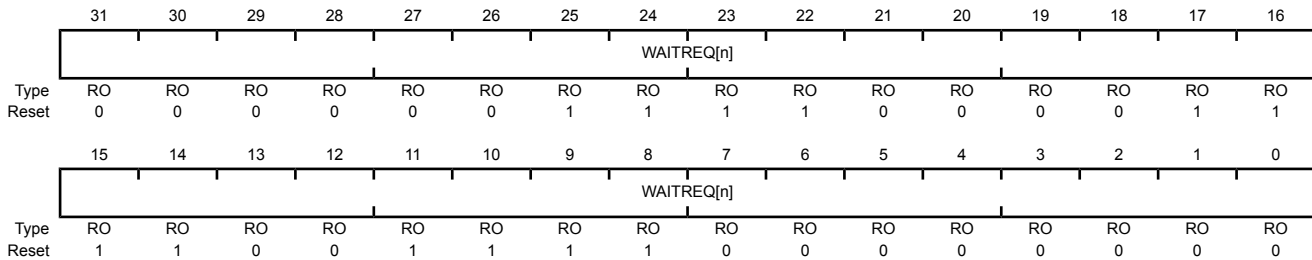 31 30 29 28 27 26 25 24 23 22 21 20 19 18 17 16
WAITREQ[n]
Type RO RO RO RO RO RO RO RO RO RO RO RO RO RO RO RO
Reset 0 0 0 0 0 0 1 1 1 1 0 0 0 0 1 1
15 14 13 12 11 10 9 8 7 6 5 4 3 2 1 0
WAITREQ[n]
Type RO RO RO RO RO RO RO RO RO RO RO RO RO RO RO RO
Reset 1 1 0 0 1 1 1 1 0 0 0 0 0 0 0 0